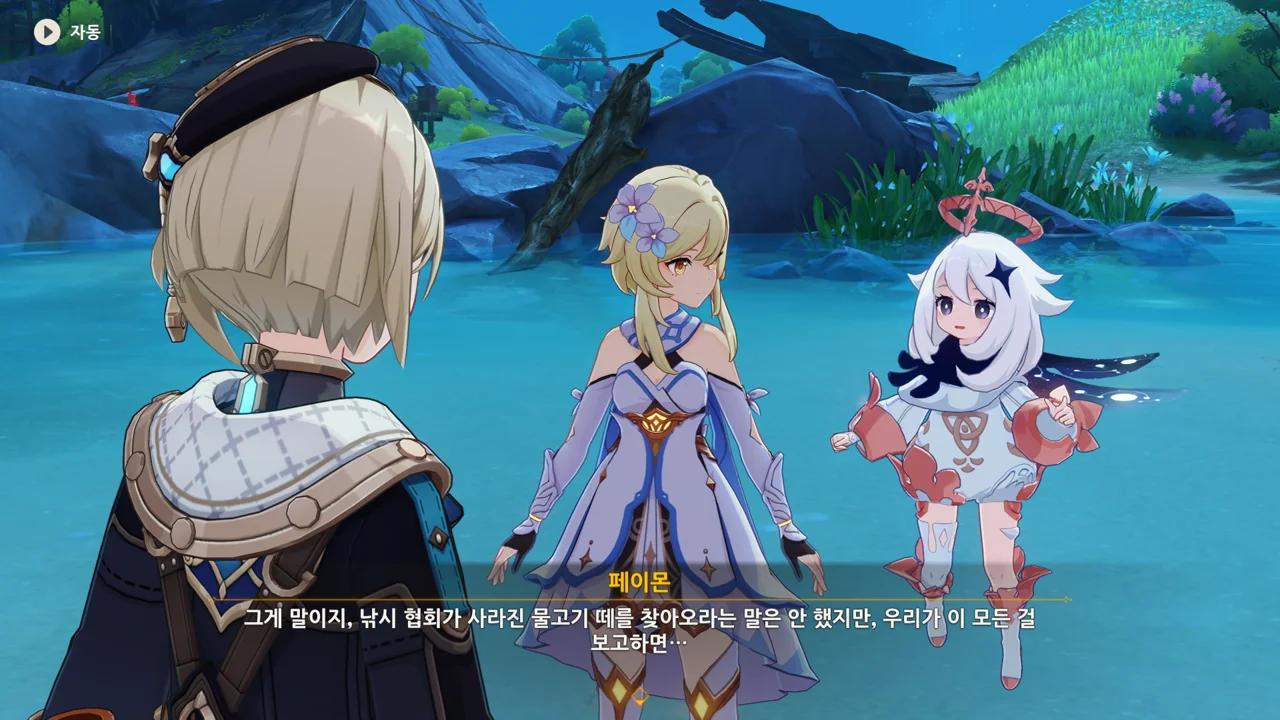 자동
페이몬
그게 말이지, 낚시 협회가 사라진 물고기 떼를 찾아오라는 말은 안 했지만, 우리가 이 모든 걸
보고하면…